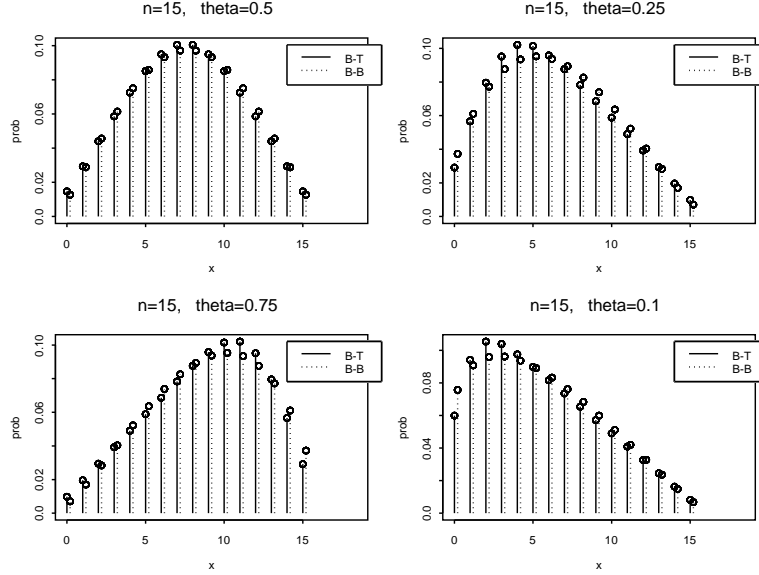 n=15, theta=0.5
prob
0.0 0.02 0.06 0.10
0 5 10 15
x
B-T
B-B
n=15, theta=0.25
prob
0.0 0.02 0.06 0.10
0 5 10 15
x
B-T
B-B
n=15, theta=0.75
prob
0.0 0.02 0.06 0.10
0 5 10 15
x
B-T
B-B
n=15, theta=0.1
prob
0.0 0.04 0.08
0 5 10 15
x
B-T
B-B